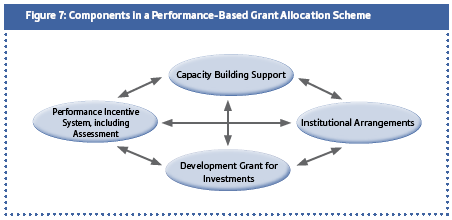 Figure 7: Components in a Performance-Based Grant Allocation Scheme
Capacity Building Support
Performance Incentive
System, including
Assessment
Institutional Arrangements
Development Grant for
Investments